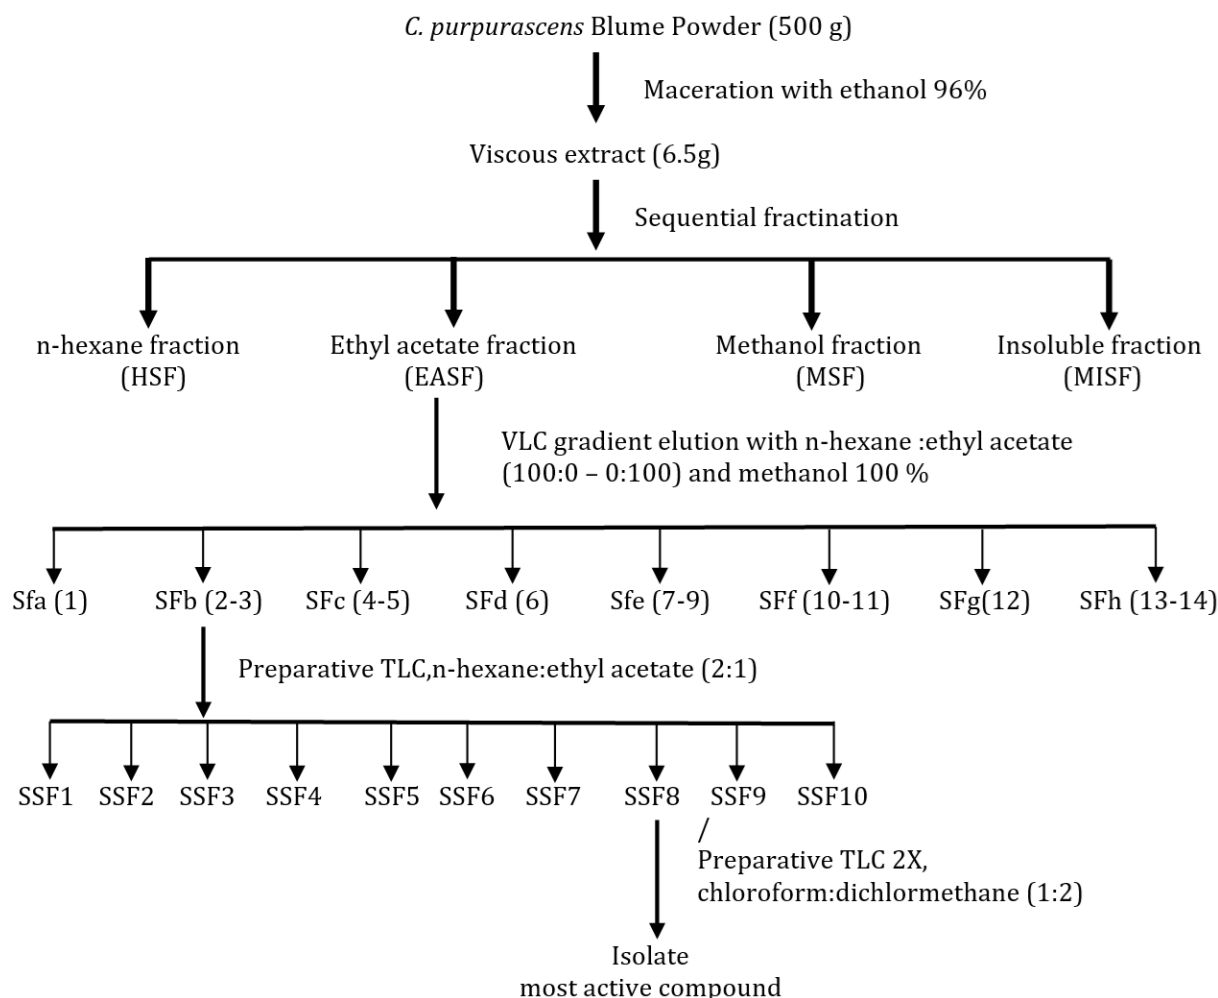 C. purpurascens Blume Powder (500 g)
Maceration with ethanol 96%
Viscous extract (6.5g)
Sequential fractination
n-hexane fraction
(HSF)
Ethyl acetate fraction
(EASF)
Methanol fraction
(MSF)
Insoluble fraction
(MISF)
VLC gradient elution with n-hexane :ethyl acetate
(100:0 – 0:100) and methanol 100 %
Sfa (1)
SFb (2-3)
SFc (4-5)
SFd (6)
Sfe (7-9)
SFf (10-11)
SFg(12)
SFh (13-14)
Preparative TLC,n-hexane:ethyl acetate (2:1)
SSF1
SSF2
SSF3
SSF4
SSF5
SSF6
SSF7
SSF8
SSF9
SSF10
/
Preparative TLC 2X,
chloroform:dichlormethane (1:2)
Isolate
most active compound